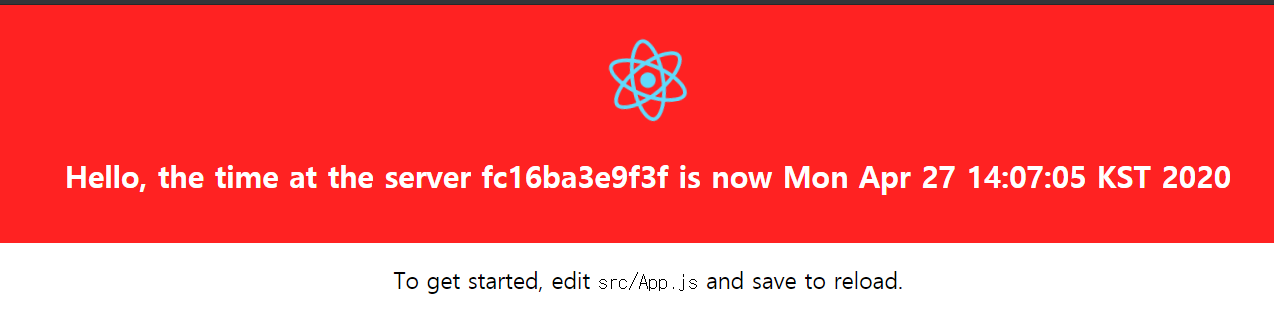 Hello, the time at the server fc16ba3e9f3f is now Mon Apr 27 14:07:05 KST 2020
To get started, edit src/App.js and save to reload.